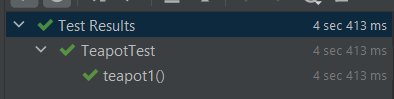 Test Results 4 sec 413 ms
TeapotTest 4 sec 413 ms
teapot1() 4 sec 413 ms